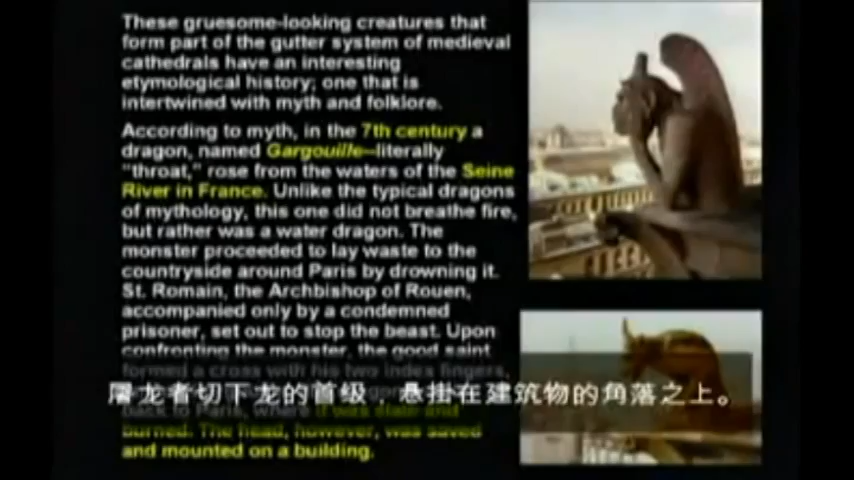 These gruesome-looking creatures that
form part of the gutter system of medieval
cathedrals have an interesting
etymological history; one that is
intertwined with myth and folklore.
According to myth, in the 7th century a
dragon, named Gargouille--literally
"throat," rose from the waters of the Seine
River in France. Unlike the typical dragons
of mythology, this one did not breathe fire,
but rather was a water dragon. The
monster proceeded to lay waste to the
countryside around Paris by drowning it.
St. Romain, the Archbishop of Rouen,
accompanied only by a condemned
prisoner, set out to stop the beast. Upon
confronting the monster, the good saint
formed a cross with his two index fingers,
屠龙者切下龙的首级，悬掛在建筑物的角落之上。
back to Paris, where it was slain and
burned. The head, however, was saved
and mounted on a building.